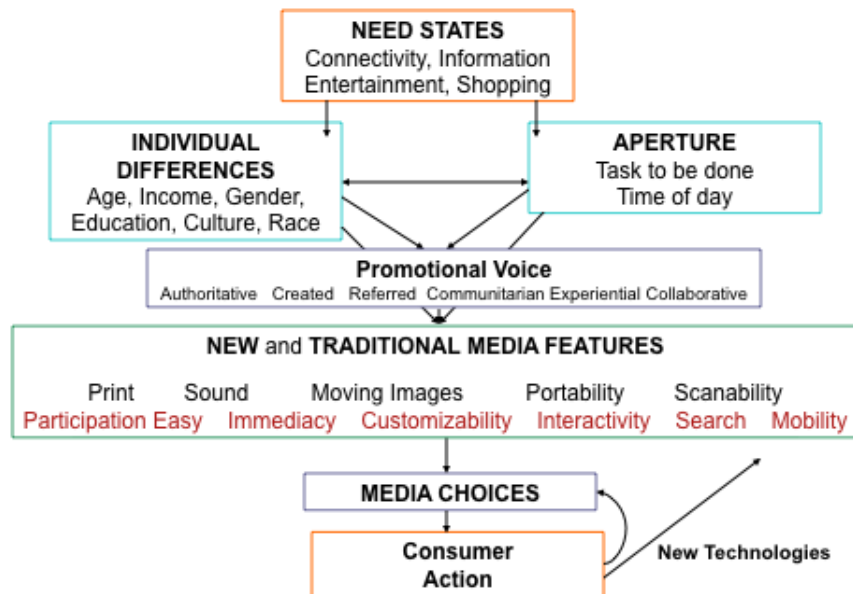 NEED STATES
Connectivity, Information
Entertainment, Shopping
INDIVIDUAL
DIFFERENCES
Age, Income, Gender,
Education, Culture, Race
APERTURE
Task to be done
Time of day
Promotional Voice
Authoritative Created Referred Communitarian Experiential Collaborative
NEW and TRADITIONAL MEDIA FEATURES
Print Sound Moving Images Portability Scanability
Participation Easy Immediacy Customizability Interactivity Search Mobility
MEDIA CHOICES
Consumer
Action
New Technologies